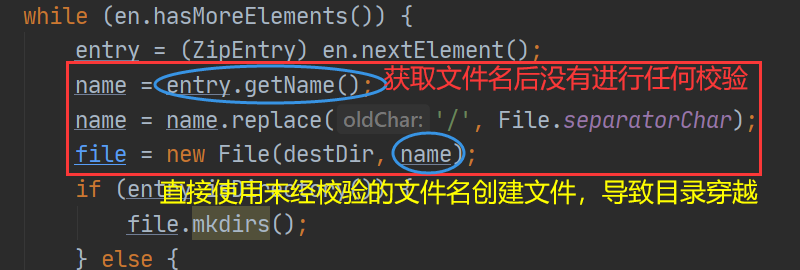 while (en.hasMoreElements()) {
entry = (ZipEntry) en.nextElement();
name = entry.getName(); 获取文件名后没有进行任何校验
name = name.replace( oldChar: '/', File.separatorChar);
file = new File(destDir, name);
if (entry
直接使用未经校验的文件名创建文件，导致目录穿越
file.mkdirs();
} else {